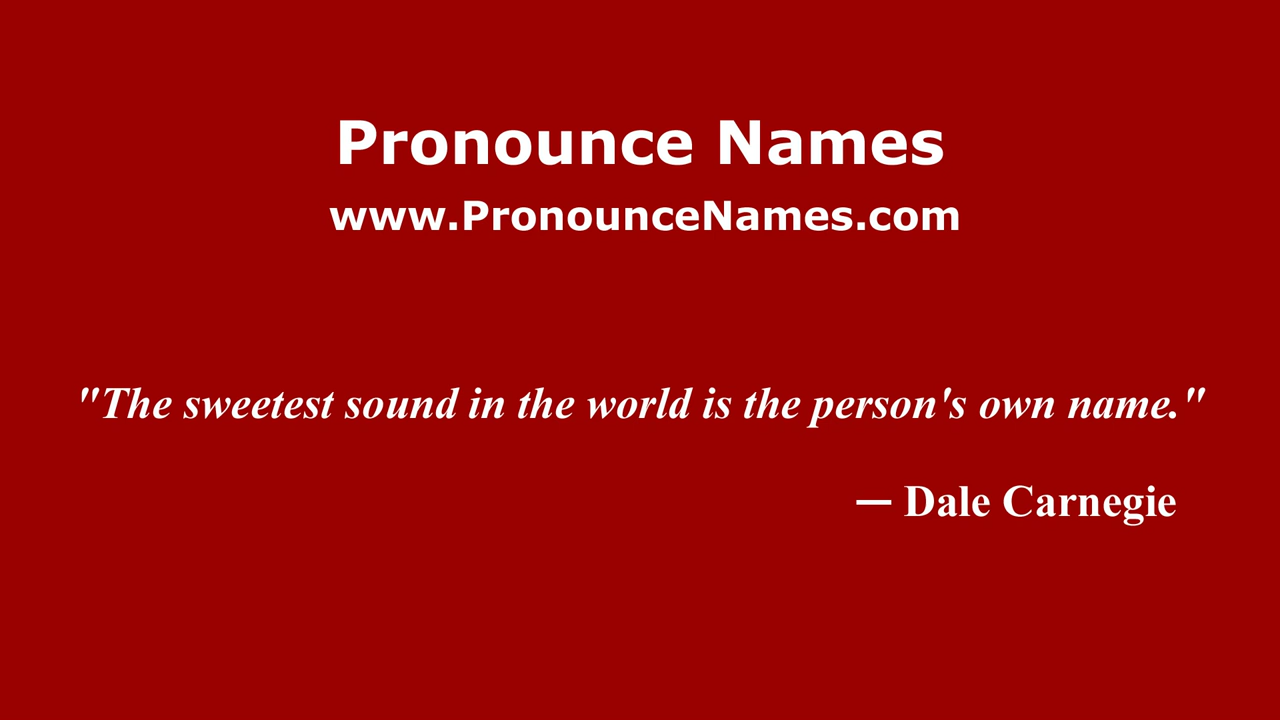 Pronounce Names
www.PronounceNames.com
"The sweetest sound in the world is the person's own name."
— Dale Carnegie